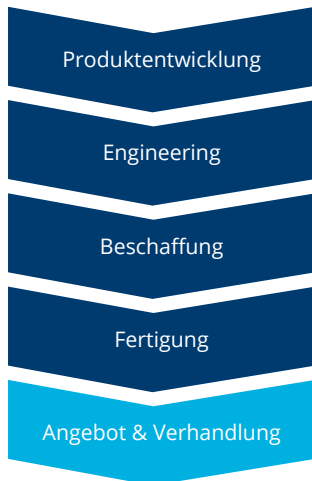 Produktentwicklung
Engineering
Beschaffung
Fertigung
Angebot & Verhandlung